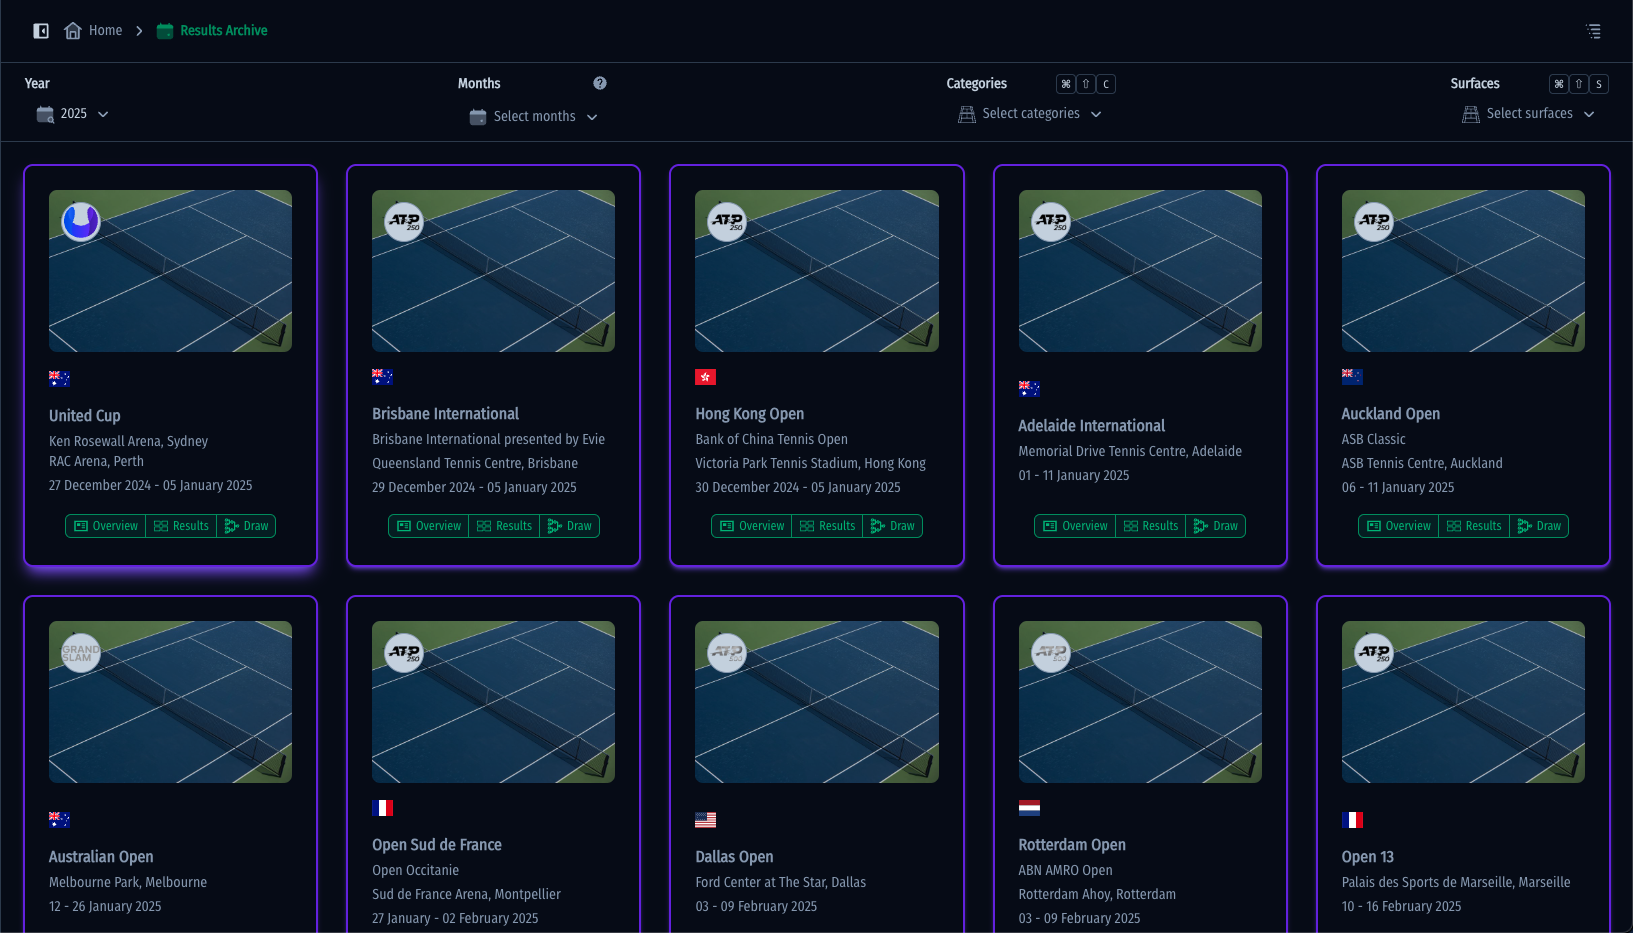 Home
Results Archive
Year
Months
Categories
⌘ ⇧ C
Surfaces
⌘ ⇧ S
2025
Select months
Select categories
Select surfaces
United Cup
Ken Rosewall Arena, Sydney
RAC Arena, Perth
27 December 2024 - 05 January 2025
Overview
Results
Draw
ATP
250
Brisbane International
Brisbane International presented by Evie
Queensland Tennis Centre, Brisbane
29 December 2024 - 05 January 2025
Overview
Results
Draw
ATP
250
Hong Kong Open
Bank of China Tennis Open
Victoria Park Tennis Stadium, Hong Kong
30 December 2024 - 05 January 2025
Overview
Results
Draw
ATP
250
Adelaide International
Memorial Drive Tennis Centre, Adelaide
01 - 11 January 2025
Overview
Results
Draw
ATP
250
Auckland Open
ASB Classic
ASB Tennis Centre, Auckland
06 - 11 January 2025
Overview
Results
Draw
GRAND
SLAM
Australian Open
Melbourne Park, Melbourne
12 - 26 January 2025
ATP
250
Open Sud de France
Open Occitanie
Sud de France Arena, Montpellier
27 January - 02 February 2025
ATP
500
Dallas Open
Ford Center at The Star, Dallas
03 - 09 February 2025
ATP
500
Rotterdam Open
ABN AMRO Open
Rotterdam Ahoy, Rotterdam
03 - 09 February 2025
ATP
250
Open 13
Palais des Sports de Marseille, Marseille
10 - 16 February 2025